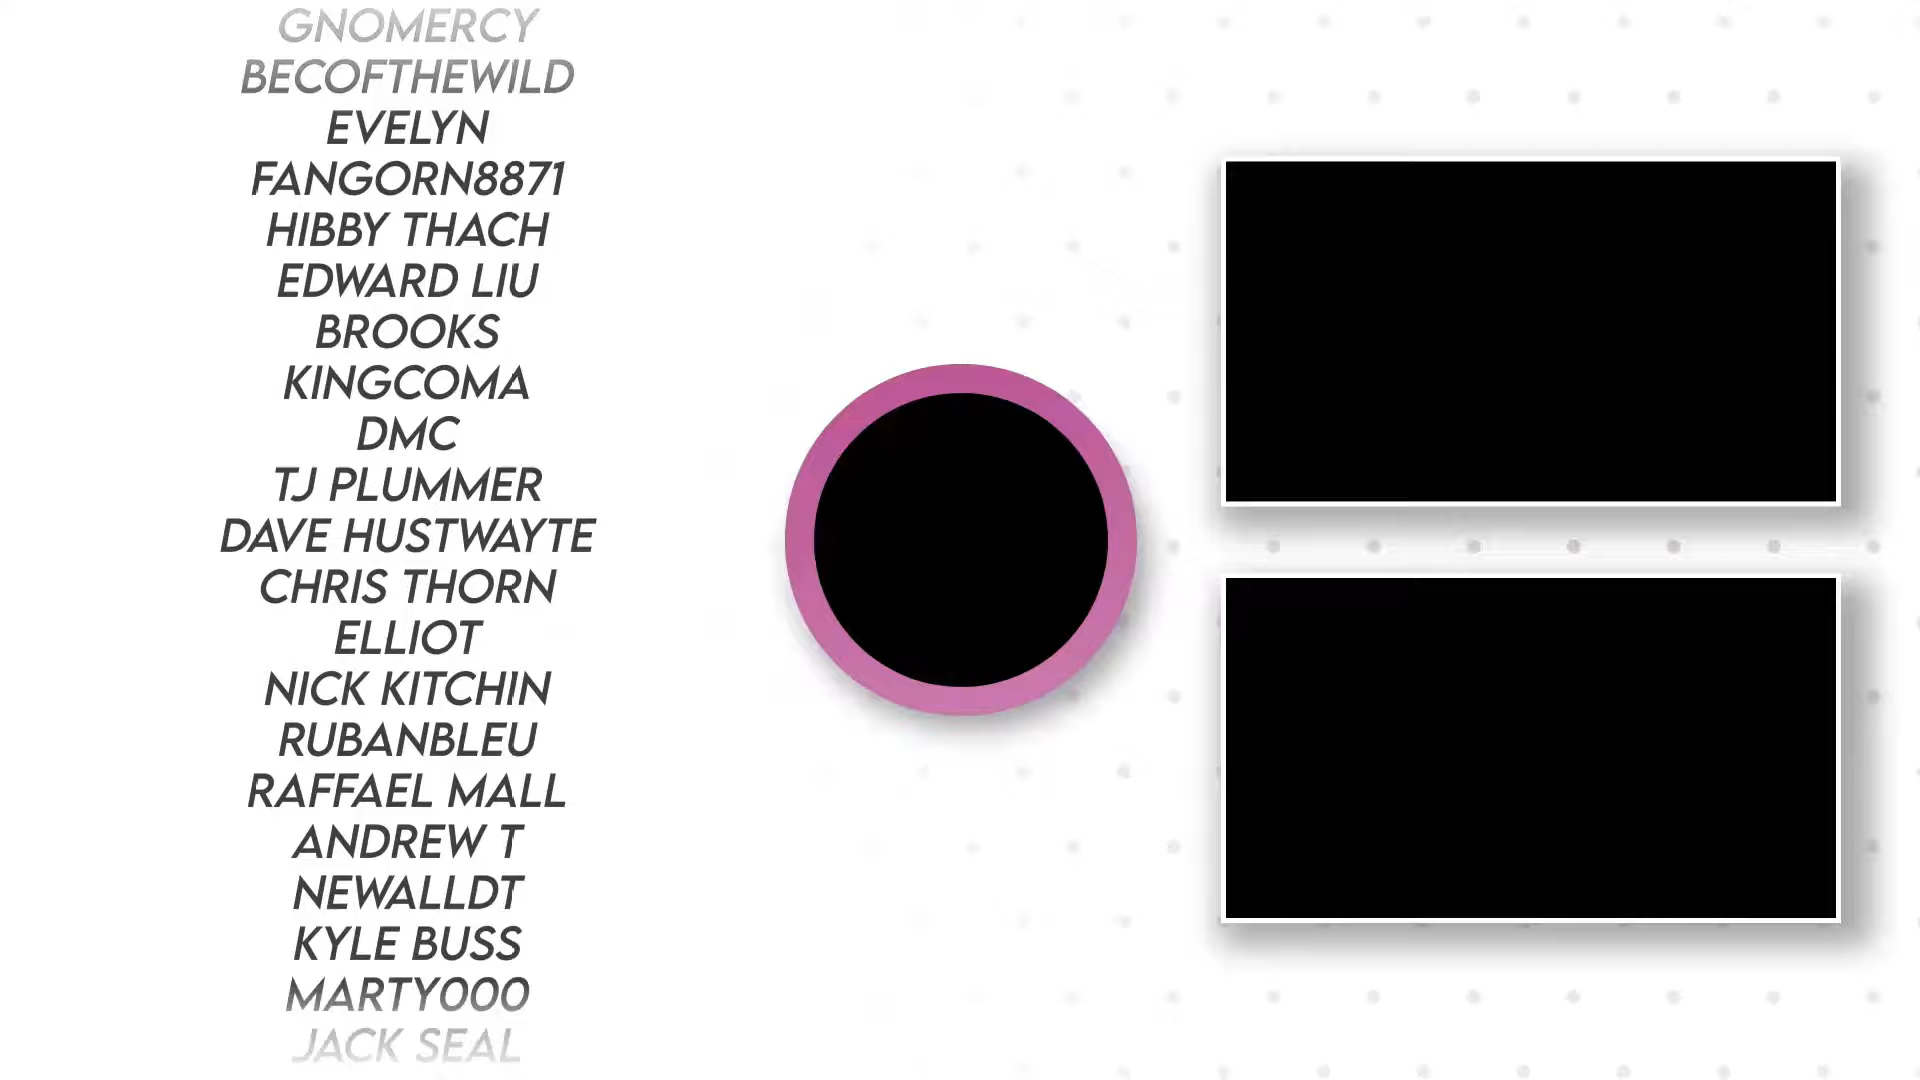 GNOMERCY
BECOFTHEWILD
EVELYN
FANGORN8871
HIBBY THACH
EDWARD LIU
BROOKS
KINGCOMA
DMC
TJ PLUMMER
DAVE HUSTWAYTE
CHRIS THORN
ELLIOT
NICK KITCHIN
RUBANBLEU
RAFFAEL MALL
ANDREW T
NEWALLDT
KYLE BUSS
MARTY000
JACK SEAL